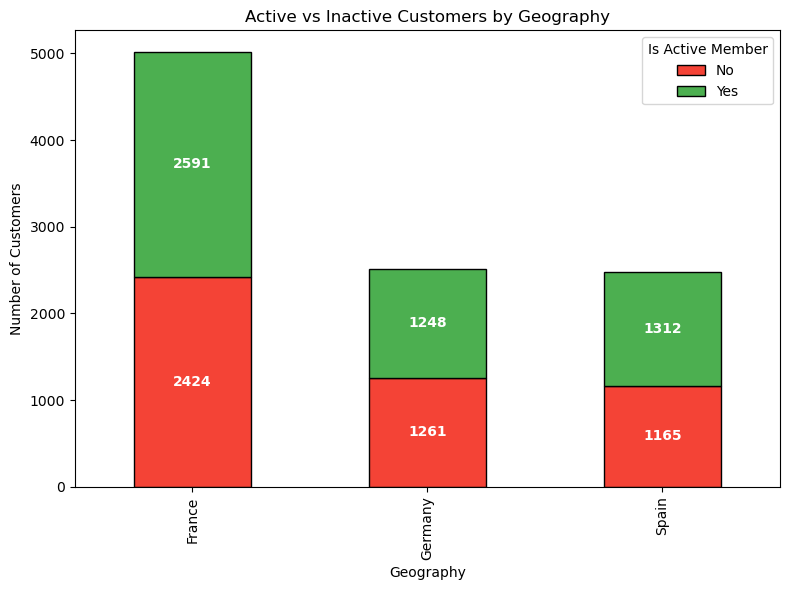 Active vs Inactive Customers by Geography
Is Active Member
No
Yes
Number of Customers
5000
4000
3000
2000
1000
0
2591
2424
1248
1261
1312
1165
France
Germany
Spain
Geography